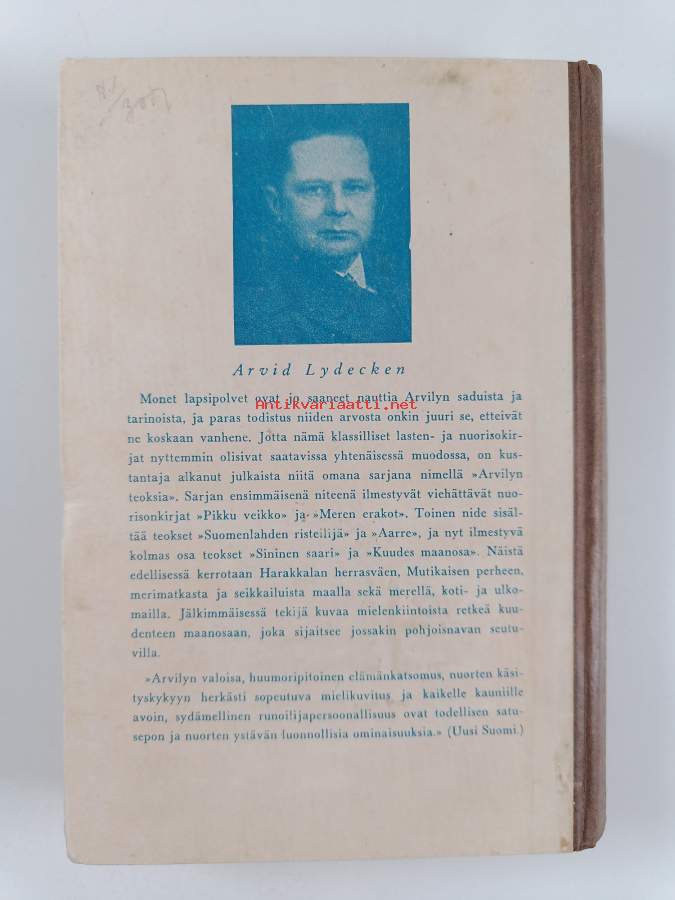 Arvid Lydecken
Monet lapsipolvet ovat jo saaneet nauttia Arvilyn saduista ja
Antikvariaatti.net
tarinoista, ja paras todistus niiden arvosta onkin juuri se, etteivät
ne koskaan vanhene. Jotta nämä klassilliset lasten- ja nuorisokir-
jat nyttemmin olisivat saatavissa yhtenäisessä muodossa, on kus-
tantaja alkanut julkaista niitä omana sarjana nimellä »Arvilyn
teoksia». Sarjan ensimmäisenä niteenä ilmestyvät viehättävät nuo-
risonkirjat »Pikku veikko» ja »Meren erakot». Toinen nide sisäl-
tää teokset »Suomenlahden risteilijä» ja »Aarre», ja nyt ilmestyvä
kolmas osa teokset »Sininen saari» ja »Kuudes maanosa». Näistä
edellisessä kerrotaan Harakkalan herrasväen, Mutikaisen perheen,
merimatkasta ja seikkailuista maalla sekä merellä, koti- ja ulko-
mailla. Jälkimmäisessä tekijä kuvaa mielenkiintoista retkeä kuu-
denteen maanosaan, joka sijaitsee jossakin pohjoisnavan seutu-
villa.
»Arvilyn valoisa, huumoripitoinen elämänkatsomus, nuorten käsi-
tyskykyyn herkästi sopeutuva mielikuvitus ja kaikelle kauniille
avoin, sydämellinen runoilijapersoonallisuus ovat todellisen satu-
sepon ja nuorten ystävän luonnollisia ominaisuuksia.» (Uusi Suomi.)